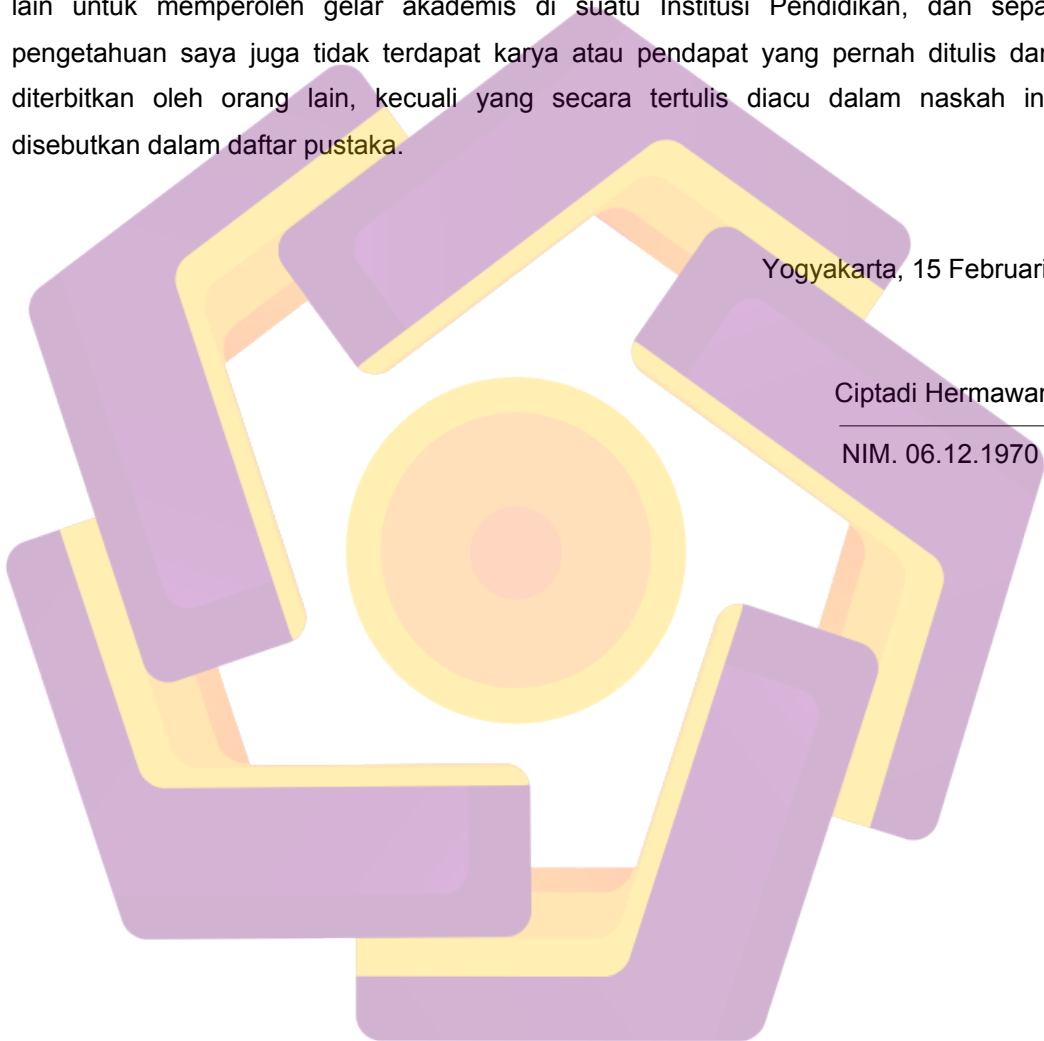 lain untuk memperoleh gelar akademis di suatu Institusi Pendidikan, dan sepa
pengetahuan saya juga tidak terdapat karya atau pendapat yang pernah ditulis dan
diterbitkan oleh orang lain, kecuali yang secara tertulis diacu dalam naskah in
disebutkan dalam daftar pustaka.
Yogyakarta, 15 Februari
Ciptadi Hermawan
NIM. 06.12.1970